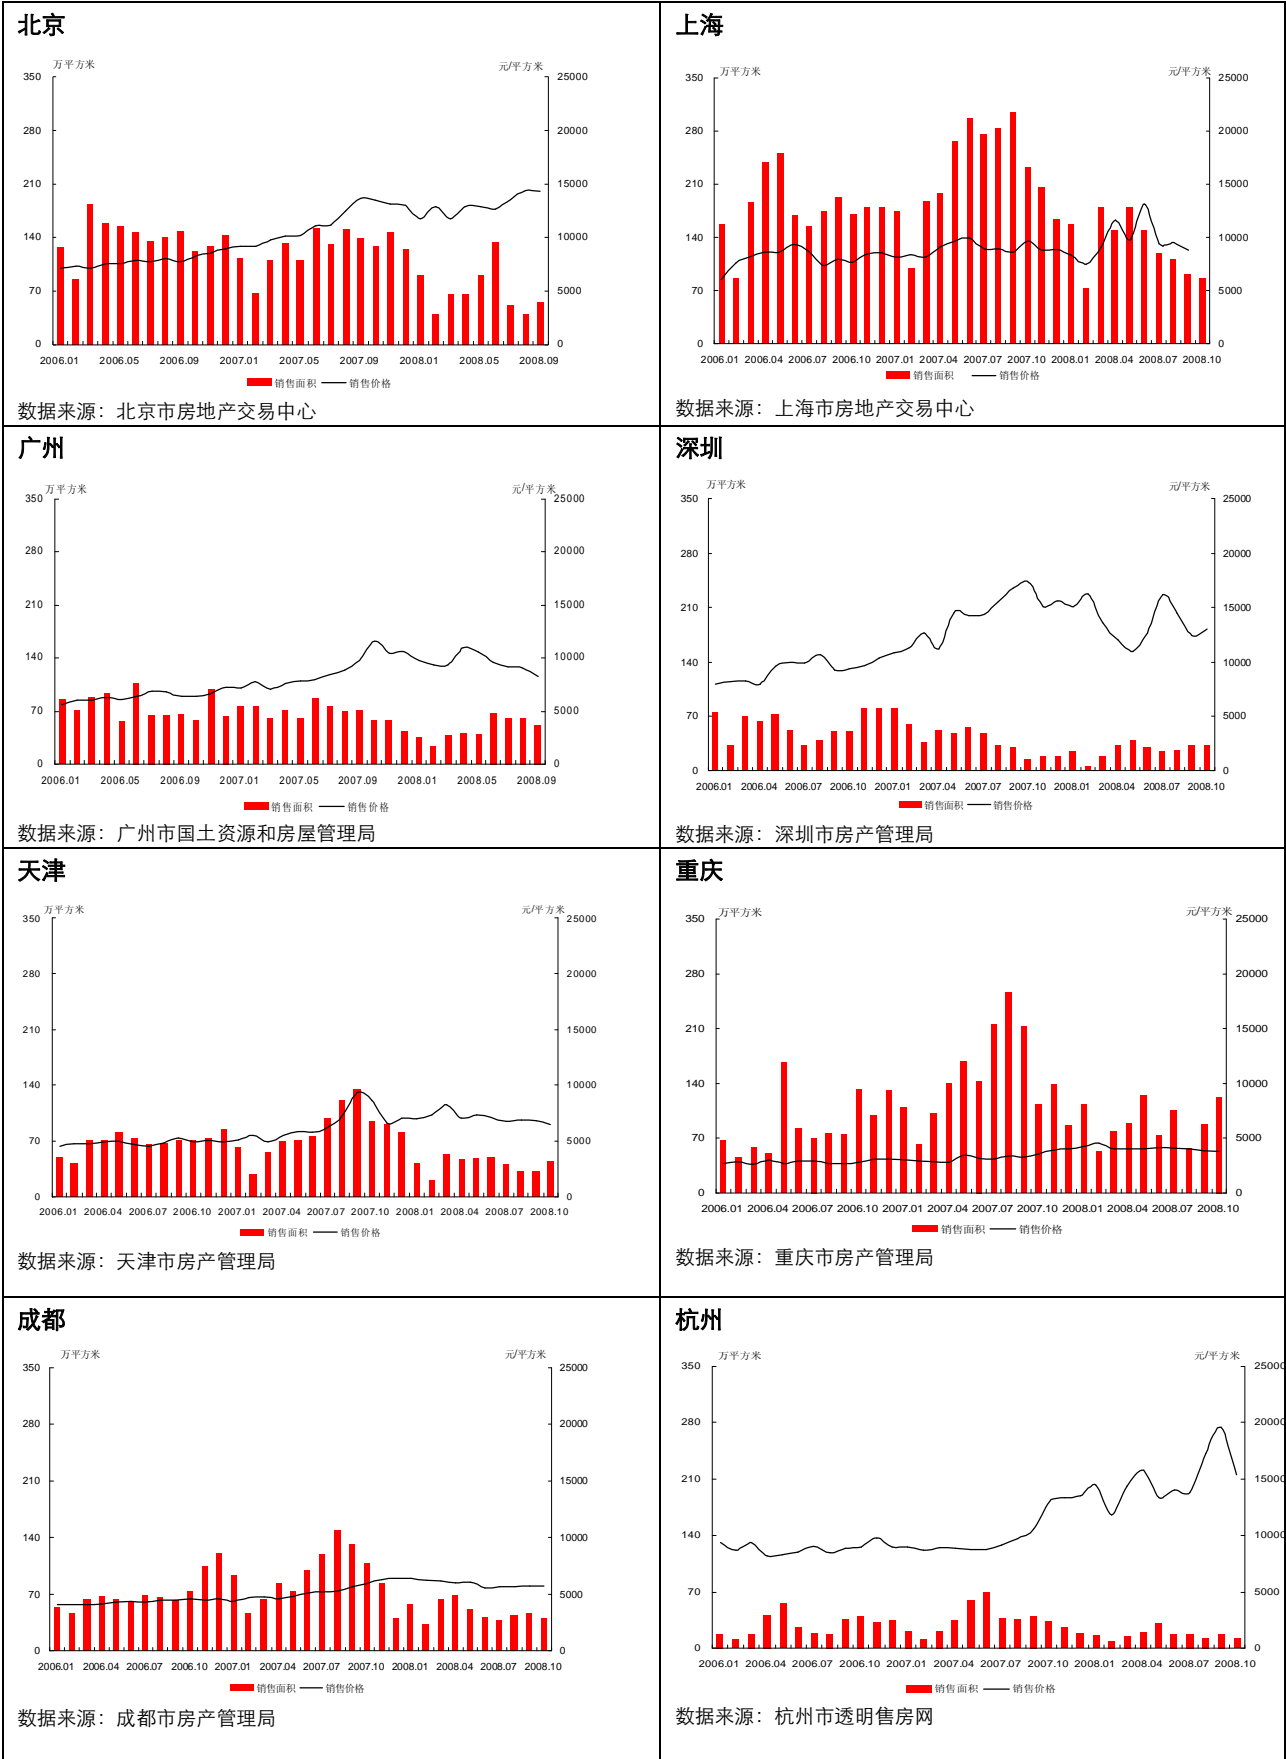 北京
万平方米 元/平方米
350 25000
280 20000
210 15000
140 10000
70 5000
0 0
2006.01 2006.05 2006.09 2007.01 2007.05 2007.09 2008.01 2008.05 2008.09
销售面积 销售价格
数据来源：北京市房地产交易中心
上海
万平方米 元/平方米
350 25000
280 20000
210 15000
140 10000
70 5000
0 0
2006.01 2006.04 2006.07 2006.10 2007.01 2007.04 2007.07 2007.10 2008.01 2008.04 2008.07 2008.10
销售面积 销售价格
数据来源：上海市房地产交易中心
广州
万平方米 元/平方米
350 25000
280 20000
210 15000
140 10000
70 5000
0 0
2006.01 2006.05 2006.09 2007.01 2007.05 2007.09 2008.01 2008.05 2008.09
销售面积 销售价格
数据来源：广州市国土资源和房屋管理局
深圳
万平方米 元/平方米
350 25000
280 20000
210 15000
140 10000
70 5000
0 0
2006.01 2006.04 2006.07 2006.10 2007.01 2007.04 2007.07 2007.10 2008.01 2008.04 2008.07 2008.10
销售面积 销售价格
数据来源：深圳市房产管理局
天津
万平方米 元/平方米
350 25000
280 20000
210 15000
140 10000
70 5000
0 0
2006.01 2006.04 2006.07 2006.10 2007.01 2007.04 2007.07 2007.10 2008.01 2008.04 2008.07 2008.10
销售面积 销售价格
数据来源：天津市房产管理局
重庆
万平方米 元/平方米
350 25000
280 20000
210 15000
140 10000
70 5000
0 0
2006.01 2006.04 2006.07 2006.10 2007.01 2007.04 2007.07 2007.10 2008.01 2008.04 2008.07 2008.10
销售面积 销售价格
数据来源：重庆市房产管理局
成都
万平方米 元/平方米
350 25000
280 20000
210 15000
140 10000
70 5000
0 0
2006.01 2006.04 2006.07 2006.10 2007.01 2007.04 2007.07 2007.10 2008.01 2008.04 2008.07 2008.10
销售面积 销售价格
数据来源：成都市房产管理局
杭州
万平方米 元/平方米
350 25000
280 20000
210 15000
140 10000
70 5000
0 0
2006.01 2006.04 2006.07 2006.10 2007.01 2007.04 2007.07 2007.10 2008.01 2008.04 2008.07 2008.10
销售面积 销售价格
数据来源：杭州市透明售房网